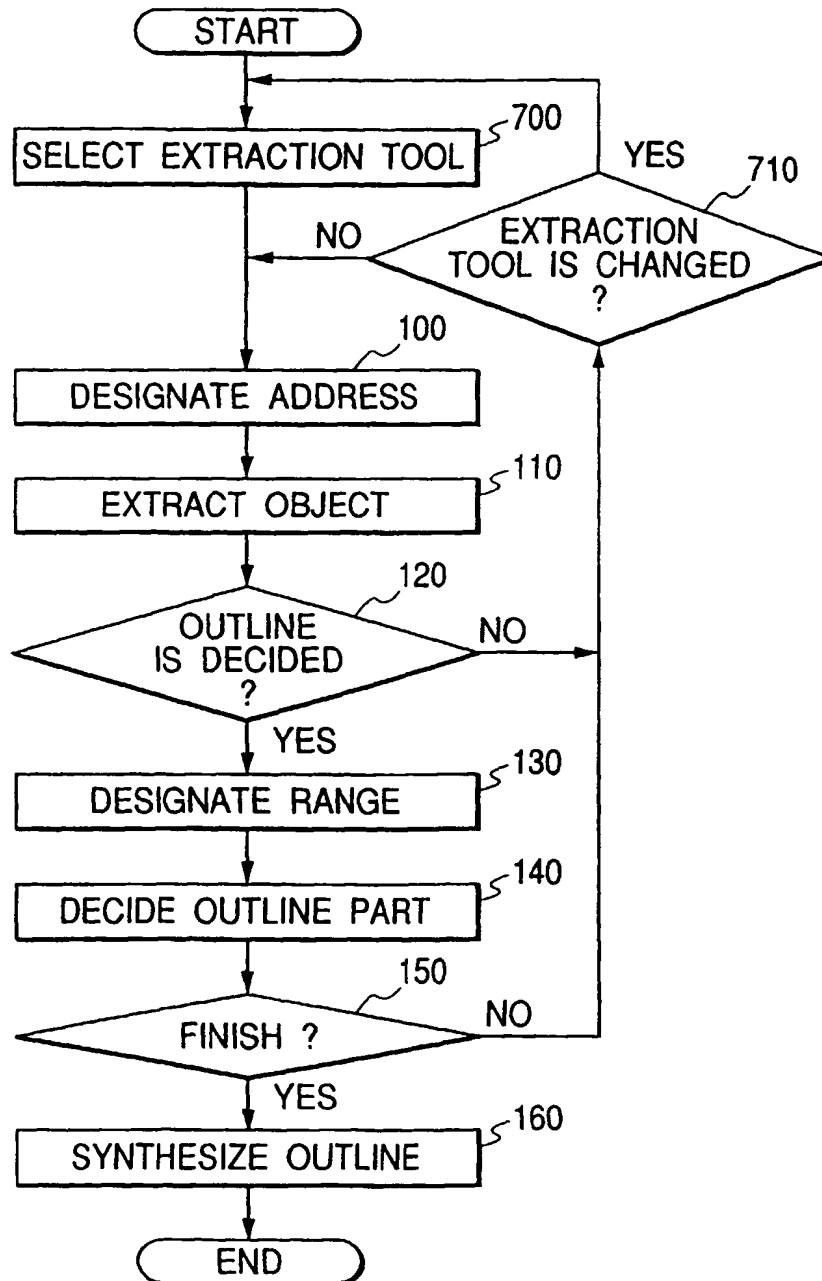 START
700
SELECT EXTRACTION TOOL
YES
710
NO
EXTRACTION
TOOL IS CHANGED
?
100
DESIGNATE ADDRESS
110
EXTRACT OBJECT
120
OUTLINE
IS DECIDED
?
NO
YES
130
DESIGNATE RANGE
140
DECIDE OUTLINE PART
150
FINISH ?
NO
YES
160
SYNTHESIZE OUTLINE
END